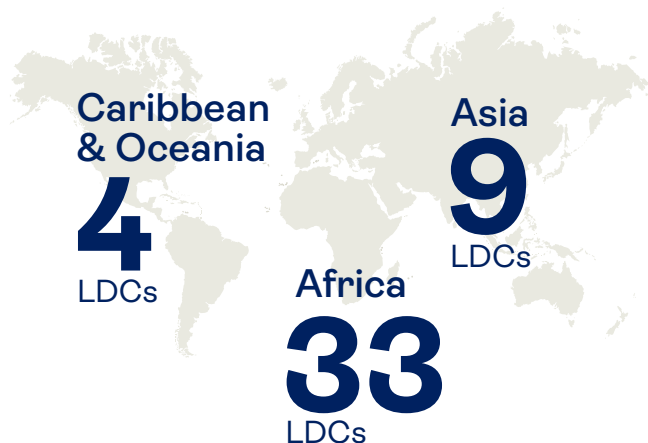 Caribbean
& Oceania
4
LDCs
Asia
9
LDCs
Africa
33
LDCs